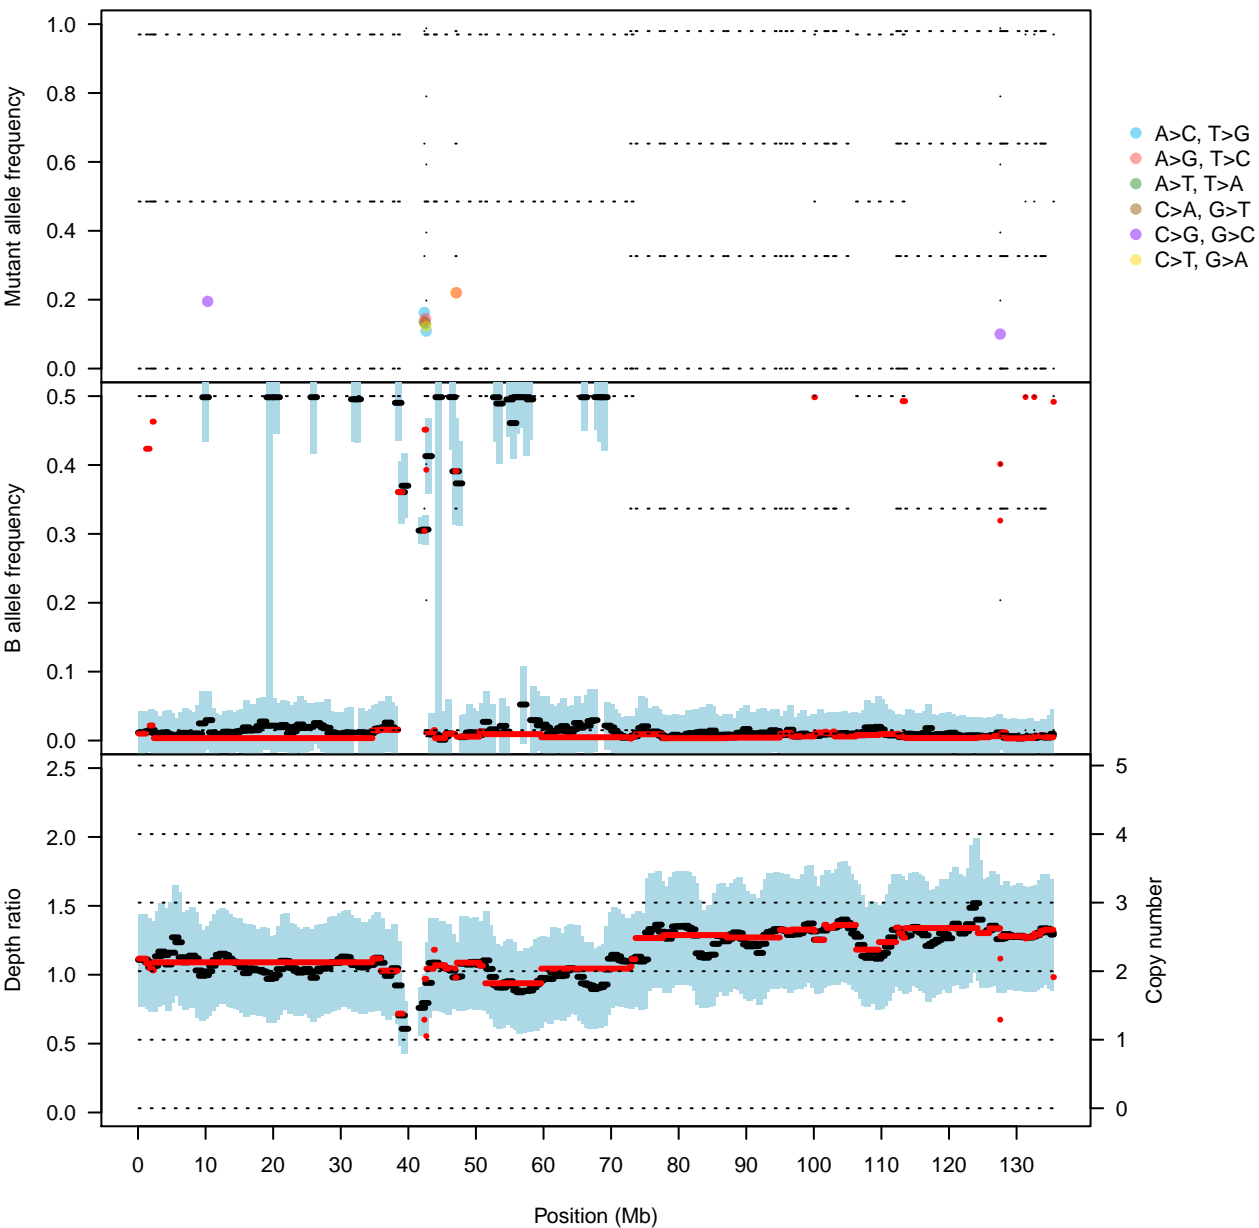 Mutant allele frequency
1.0
0.8
0.6
0.4
0.2
0.0
A>C, T>G
A>G, T>C
A>T, T>A
C>A, G>T
C>G, G>C
C>T, G>A
B allele frequency
0.5
0.4
0.3
0.2
0.1
0.0
Depth ratio
2.5
2.0
1.5
1.0
0.5
0.0
5
4
3
2
1
0
Copy number
0 10 20 30 40 50 60 70 80 90 100 110 120 130
Position (Mb)